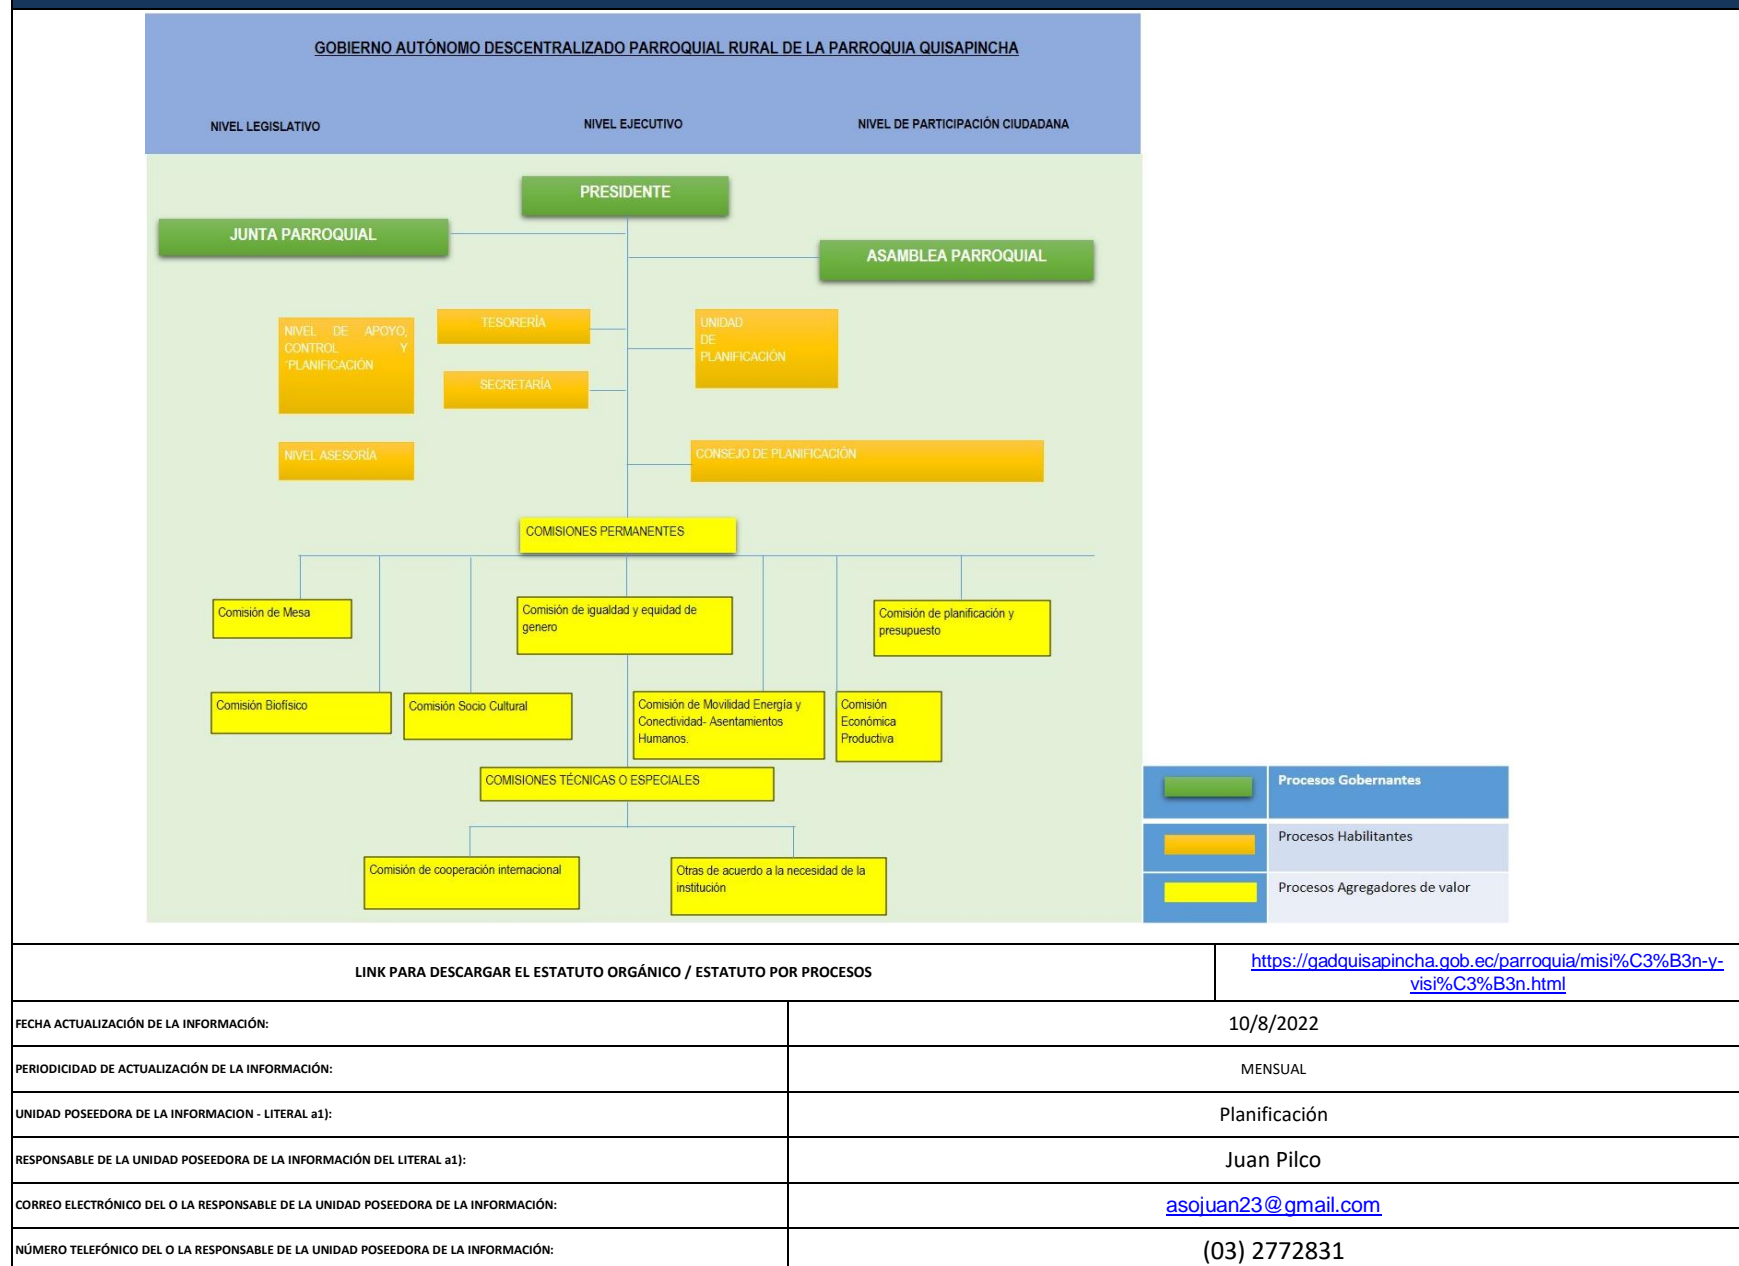 GOBIERNO AUTÓNOMO DESCENTRALIZADO PARROQUIAL RURAL DE LA PARROQUIA QUISAPINCHA
NIVEL LEGISLATIVO
NIVEL EJECUTIVO
NIVEL DE PARTICIPACIÓN CIUDADANA
PRESIDENTE
JUNTA PARROQUIAL
ASAMBLEA PARROQUIAL
NIVEL DE APOYO,
CONTROL Y
´PLANIFICACIÓN
TESORERÍA
UNIDAD
DE
PLANIFICACIÓN
SECRETARÍA
NIVEL ASESORÍA
CONSEJO DE PLANIFICACIÓN
COMISIONES PERMANENTES
Comisión de Mesa
Comisión de igualdad y equidad de
genero
Comisión de planificación y
presupuesto
Comisión Biofísico
Comisión Socio Cultural
Comisión de Movilidad Energía y
Conectividad- Asentamientos
Humanos.
Comisión
Económica
Productiva
COMISIONES TÉCNICAS O ESPECIALES
Comisión de cooperación internacional
Otras de acuerdo a la necesidad de la
institución
Procesos Gobernantes
Procesos Habilitantes
Procesos Agregadores de valor
LINK PARA DESCARGAR EL ESTATUTO ORGÁNICO / ESTATUTO POR PROCESOS
https://gadquisapincha.gob.ec/parroquia/misi%C3%B3n-y-
visi%C3%B3n.html
FECHA ACTUALIZACIÓN DE LA INFORMACIÓN:
10/8/2022
PERIODICIDAD DE ACTUALIZACIÓN DE LA INFORMACIÓN:
MENSUAL
UNIDAD POSEEDORA DE LA INFORMACION - LITERAL a1):
Planificación
RESPONSABLE DE LA UNIDAD POSEEDORA DE LA INFORMACIÓN DEL LITERAL a1):
Juan Pilco
CORREO ELECTRÓNICO DEL O LA RESPONSABLE DE LA UNIDAD POSEEDORA DE LA INFORMACIÓN:
asojuan23@gmail.com
NÚMERO TELEFÓNICO DEL O LA RESPONSABLE DE LA UNIDAD POSEEDORA DE LA INFORMACIÓN:
(03) 2772831